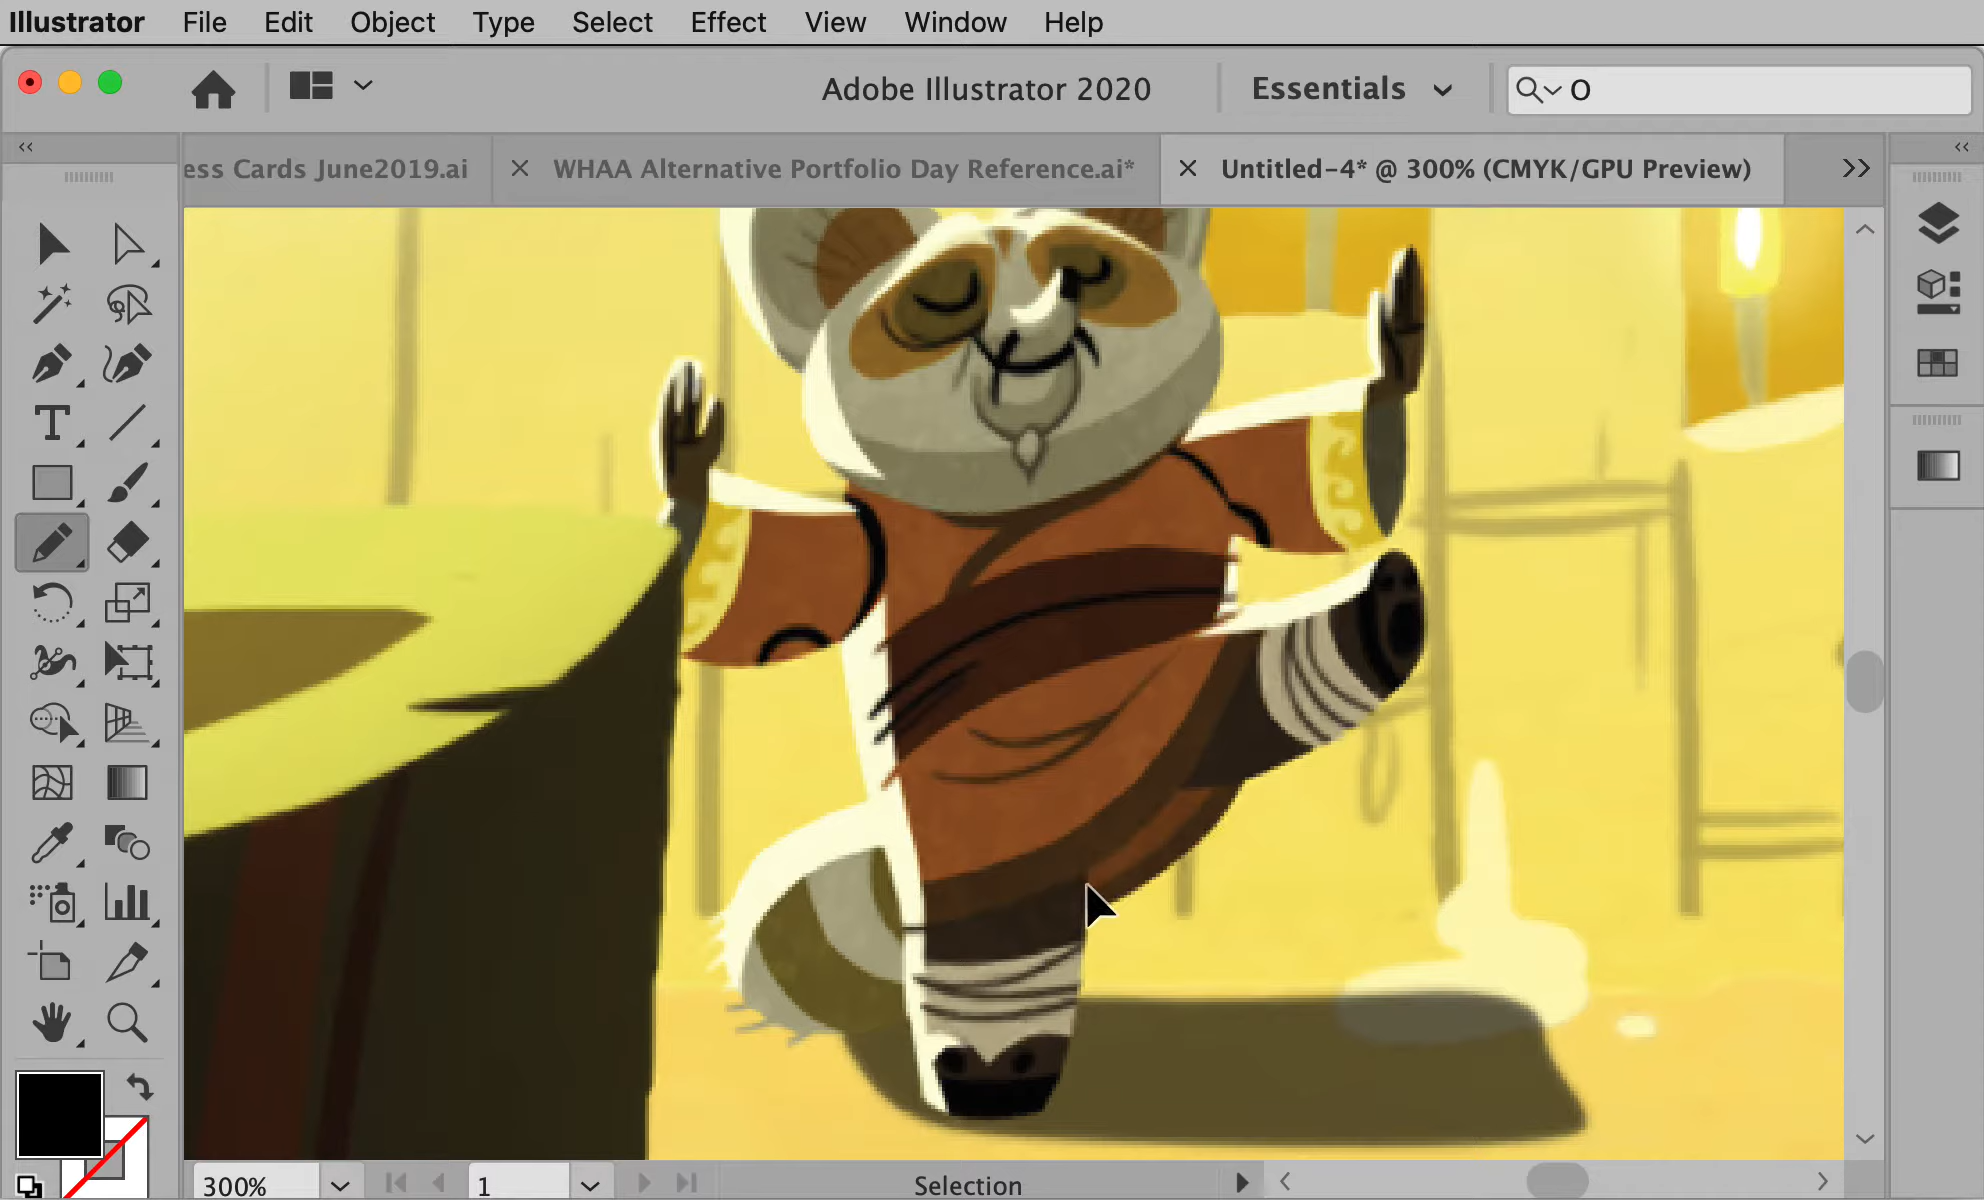 Illustrator File Edit Object Type Select Effect View Window Help
Adobe Illustrator 2020 Essentials O
ess Cards June2019.ai WHAA Alternative Portfolio Day Reference.ai* Untitled-4* @ 300% (CMYK/GPU Preview)
300% 1 Selection